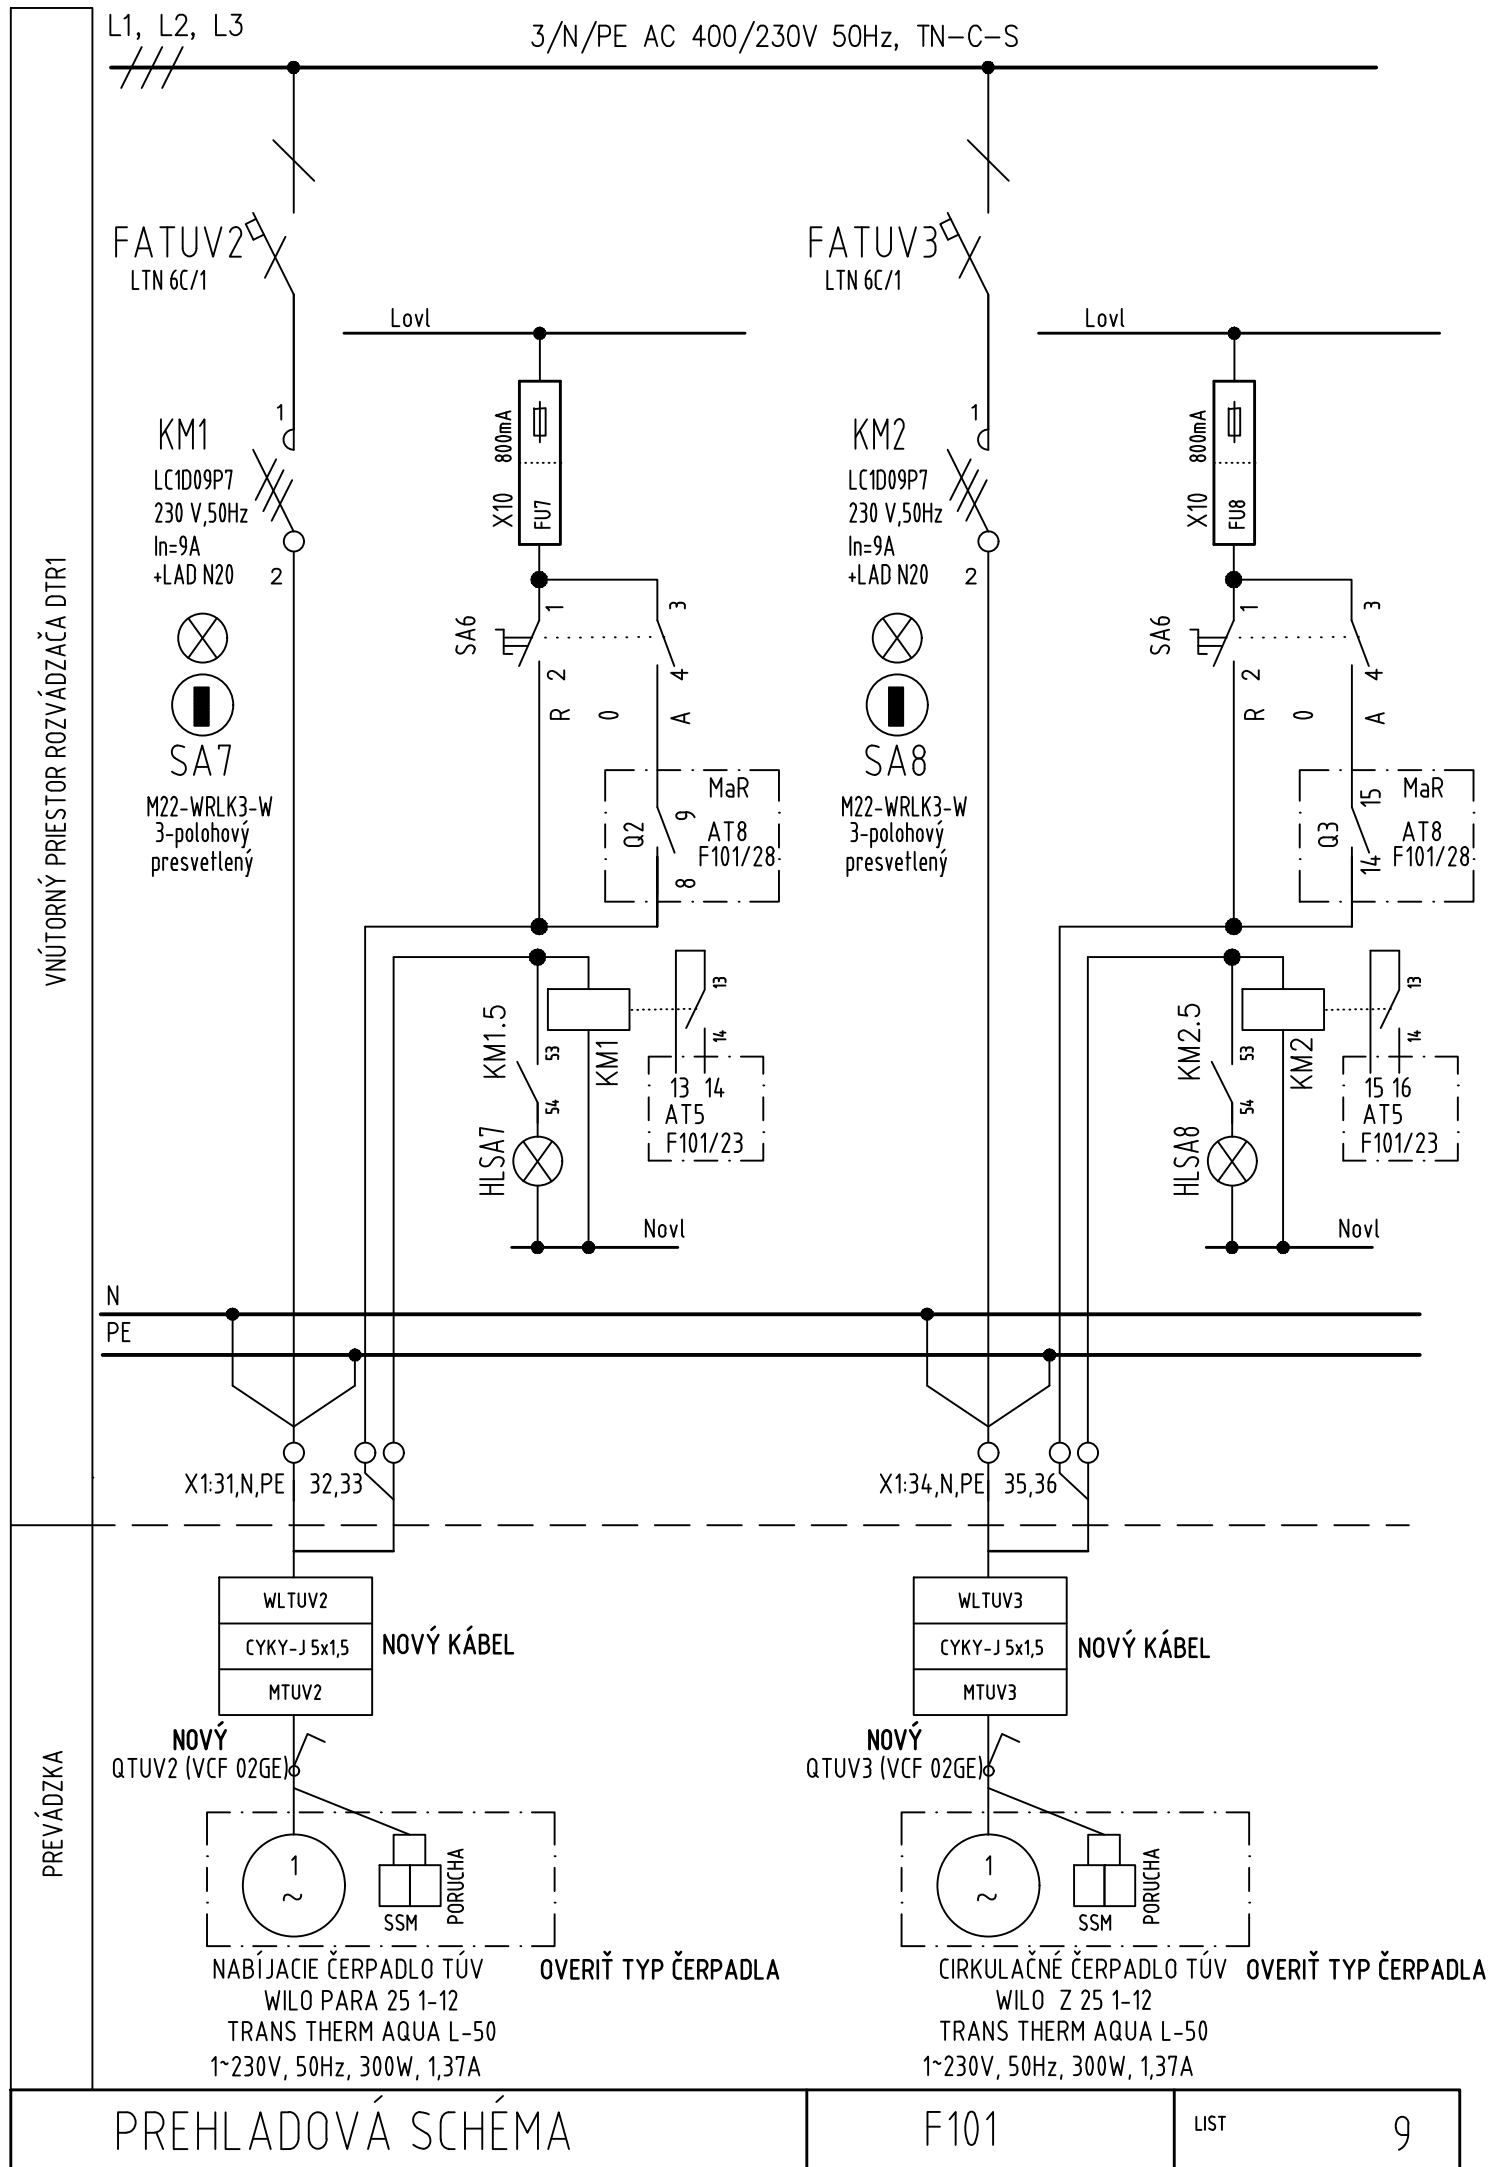 L1, L2, L3
3/N/PE AC 400/230V 50Hz, TN-C-S
VNÚTORNÝ PRIESTOR ROZVÁDZAČA DTR1
FATUV2
LTN 6C/1
Lovl
KM1
1
LC1D09P7
230 V,50Hz
In=9A
+LAD N20
2
X10
800mA
FU7
SA6
1
2
3
4
R
0
A
SA7
M22-WRLK3-W
3-polohový
presvetlený
Q2
9
8
MaR
AT8
F101/28
KM1.5
53
54
KM1
13
14
13 14
AT5
F101/23
HLSA7
Novl
FATUV3
LTN 6C/1
Lovl
KM2
1
LC1D09P7
230 V,50Hz
In=9A
+LAD N20
2
X10
800mA
FU8
SA6
1
2
3
4
R
0
A
SA8
M22-WRLK3-W
3-polohový
presvetlený
Q3
15
14
MaR
AT8
F101/28
KM2.5
53
54
KM2
13
14
15 16
AT5
F101/23
HLSA8
Novl
N
PE
X1:31,N,PE
32,33
X1:34,N,PE
35,36
PREVÁDZKA
WLTUV2
CYKY-J 5x1,5
MTUV2
NOVÝ KÁBEL
NOVÝ
QTUV2 (VCF 02GE)
1
~
SSM
PORUCHA
NABÍJACIE ČERPADLO TÚV
OVERIŤ TYP ČERPADLA
WILO PARA 25 1-12
TRANS THERM AQUA L-50
1~230V, 50Hz, 300W, 1,37A
WLTUV3
CYKY-J 5x1,5
MTUV3
NOVÝ KÁBEL
NOVÝ
QTUV3 (VCF 02GE)
1
~
SSM
PORUCHA
CIRKULAČNÉ ČERPADLO TÚV
OVERIŤ TYP ČERPADLA
WILO Z 25 1-12
TRANS THERM AQUA L-50
1~230V, 50Hz, 300W, 1,37A
PREHLADOVÁ SCHÉMA
F101
LIST
9